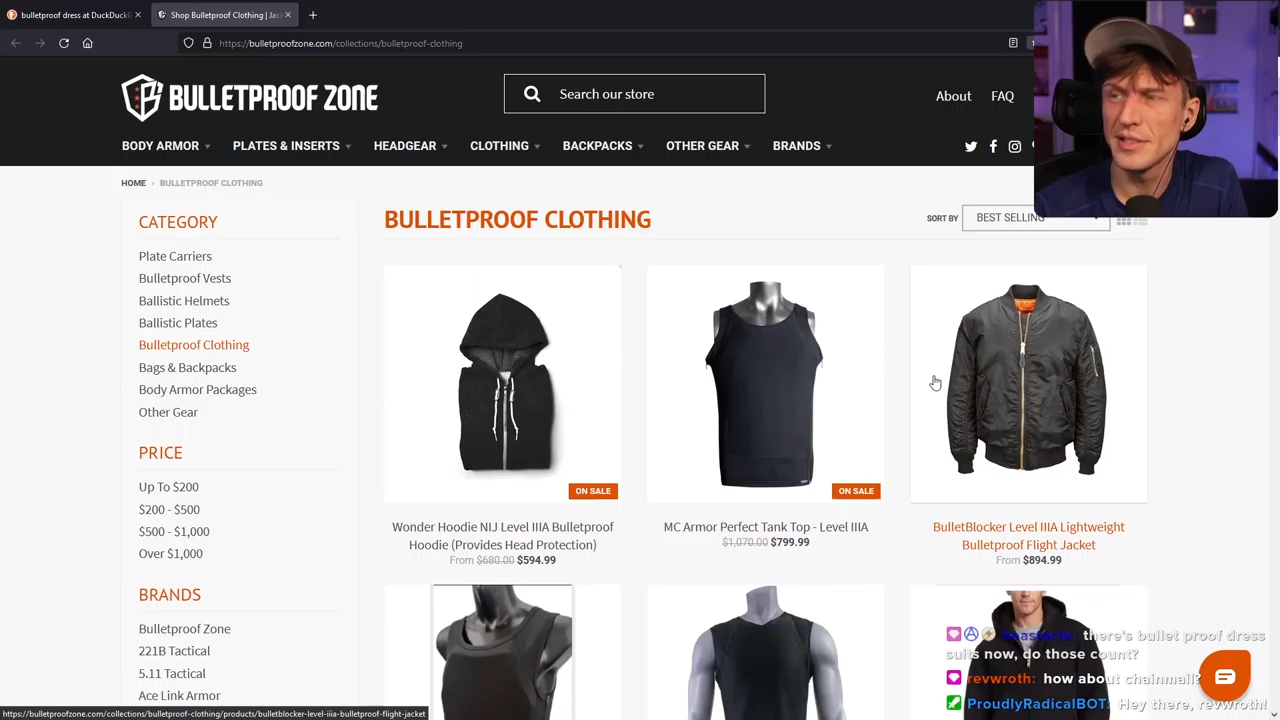 bulletproof dress at DuckDuckG
Shop Bulletproof Clothing | Jack
https://bulletproofzone.com/collections/bulletproof-clothing
BULLETPROOF ZONE
Search our store
About
FAQ
BODY ARMOR
PLATES & INSERTS
HEADGEAR
CLOTHING
BACKPACKS
OTHER GEAR
BRANDS
HOME › BULLETPROOF CLOTHING
CATEGORY
Plate Carriers
Bulletproof Vests
Ballistic Helmets
Ballistic Plates
Bulletproof Clothing
Bags & Backpacks
Body Armor Packages
Other Gear
PRICE
Up To $200
$200 - $500
$500 - $1,000
Over $1,000
BRANDS
Bulletproof Zone
221B Tactical
5.11 Tactical
Ace Link Armor
BULLETPROOF CLOTHING
SORT BY
BEST SELLING
ON SALE
Wonder Hoodie NIJ Level IIIA Bulletproof
Hoodie (Provides Head Protection)
From $680.00 $594.99
ON SALE
MC Armor Perfect Tank Top - Level IIIA
$1,070.00 $799.99
BulletBlocker Level IIIA Lightweight
Bulletproof Flight Jacket
From $894.99
there's bullet proof dress
suits now, do those count?
revwroth: how about chainmail?
ProudlyRadicalBOT: Hey there, revwroth!
https://bulletproofzone.com/collections/bulletproof-clothing/products/bulletblocker-level-iiia-bulletproof-flight-jacket